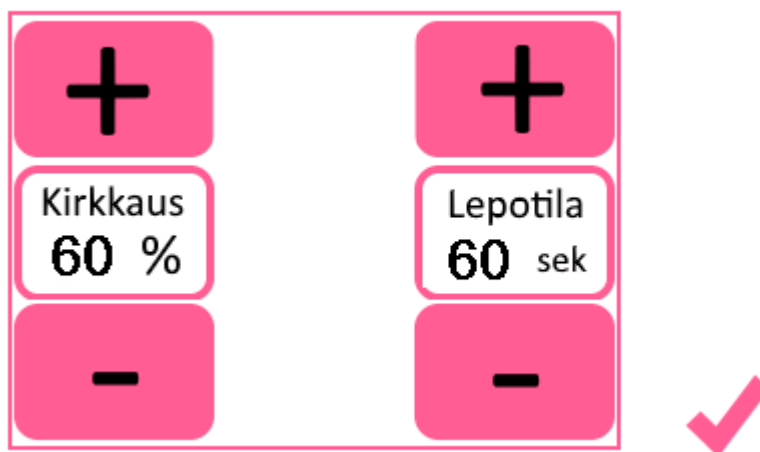 +
Kirkkaus
60 %
-
+
Lepotila
60 sek
-